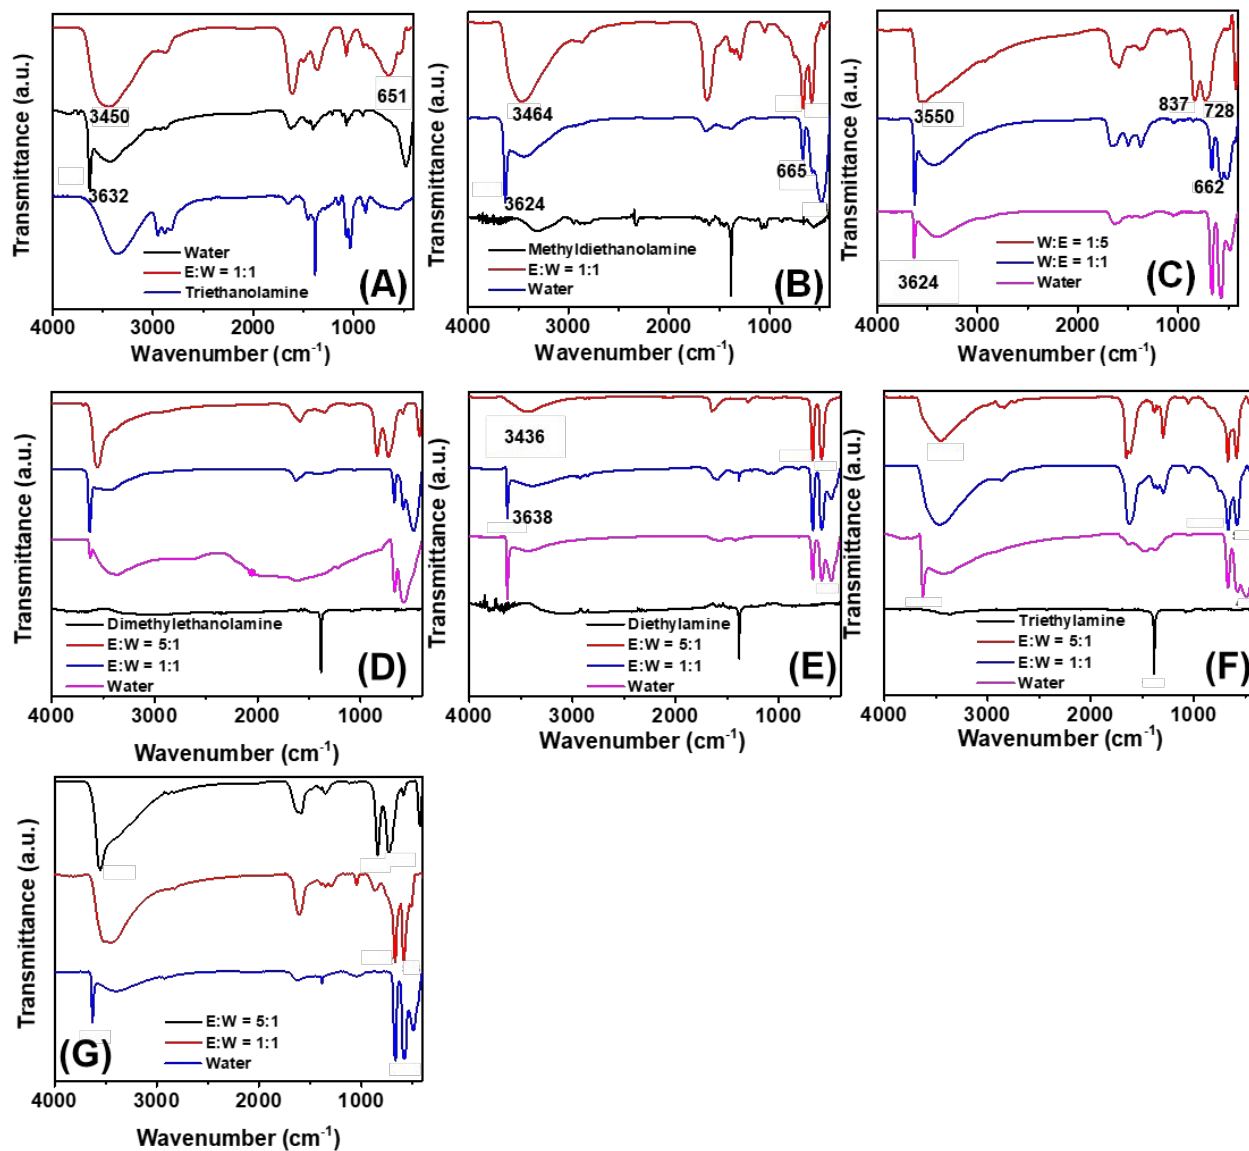 Transmittance (a.u.)
3450
651
3632
Water
E:W = 1:1
Triethanolamine
(A)
4000 3000 2000 1000
Wavenumber (cm⁻¹)
Transmittance (a.u.)
3464
665
3624
Methyldiethanolamine
E:W = 1:1
Water
(B)
4000 3000 2000 1000
Wavenumber (cm⁻¹)
Transmittance (a.u.)
3550
837
728
662
3624
W:E = 1:5
W:E = 1:1
Water
(C)
4000 3000 2000 1000
Wavenumber (cm⁻¹)
Transmittance (a.u.)
Dimethylethanolamine
E:W = 5:1
E:W = 1:1
Water
(D)
4000 3000 2000 1000
Wavenumber (cm⁻¹)
Transmittance (a.u.)
3436
3638
Diethylamine
E:W = 5:1
E:W = 1:1
Water
(E)
4000 3000 2000 1000
Wavenumber (cm⁻¹)
Transmittance (a.u.)
Triethylamine
E:W = 5:1
E:W = 1:1
Water
(F)
4000 3000 2000 1000
Wavenumber (cm⁻¹)
Transmittance (a.u.)
E:W = 5:1
E:W = 1:1
Water
(G)
4000 3000 2000 1000
Wavenumber (cm⁻¹)